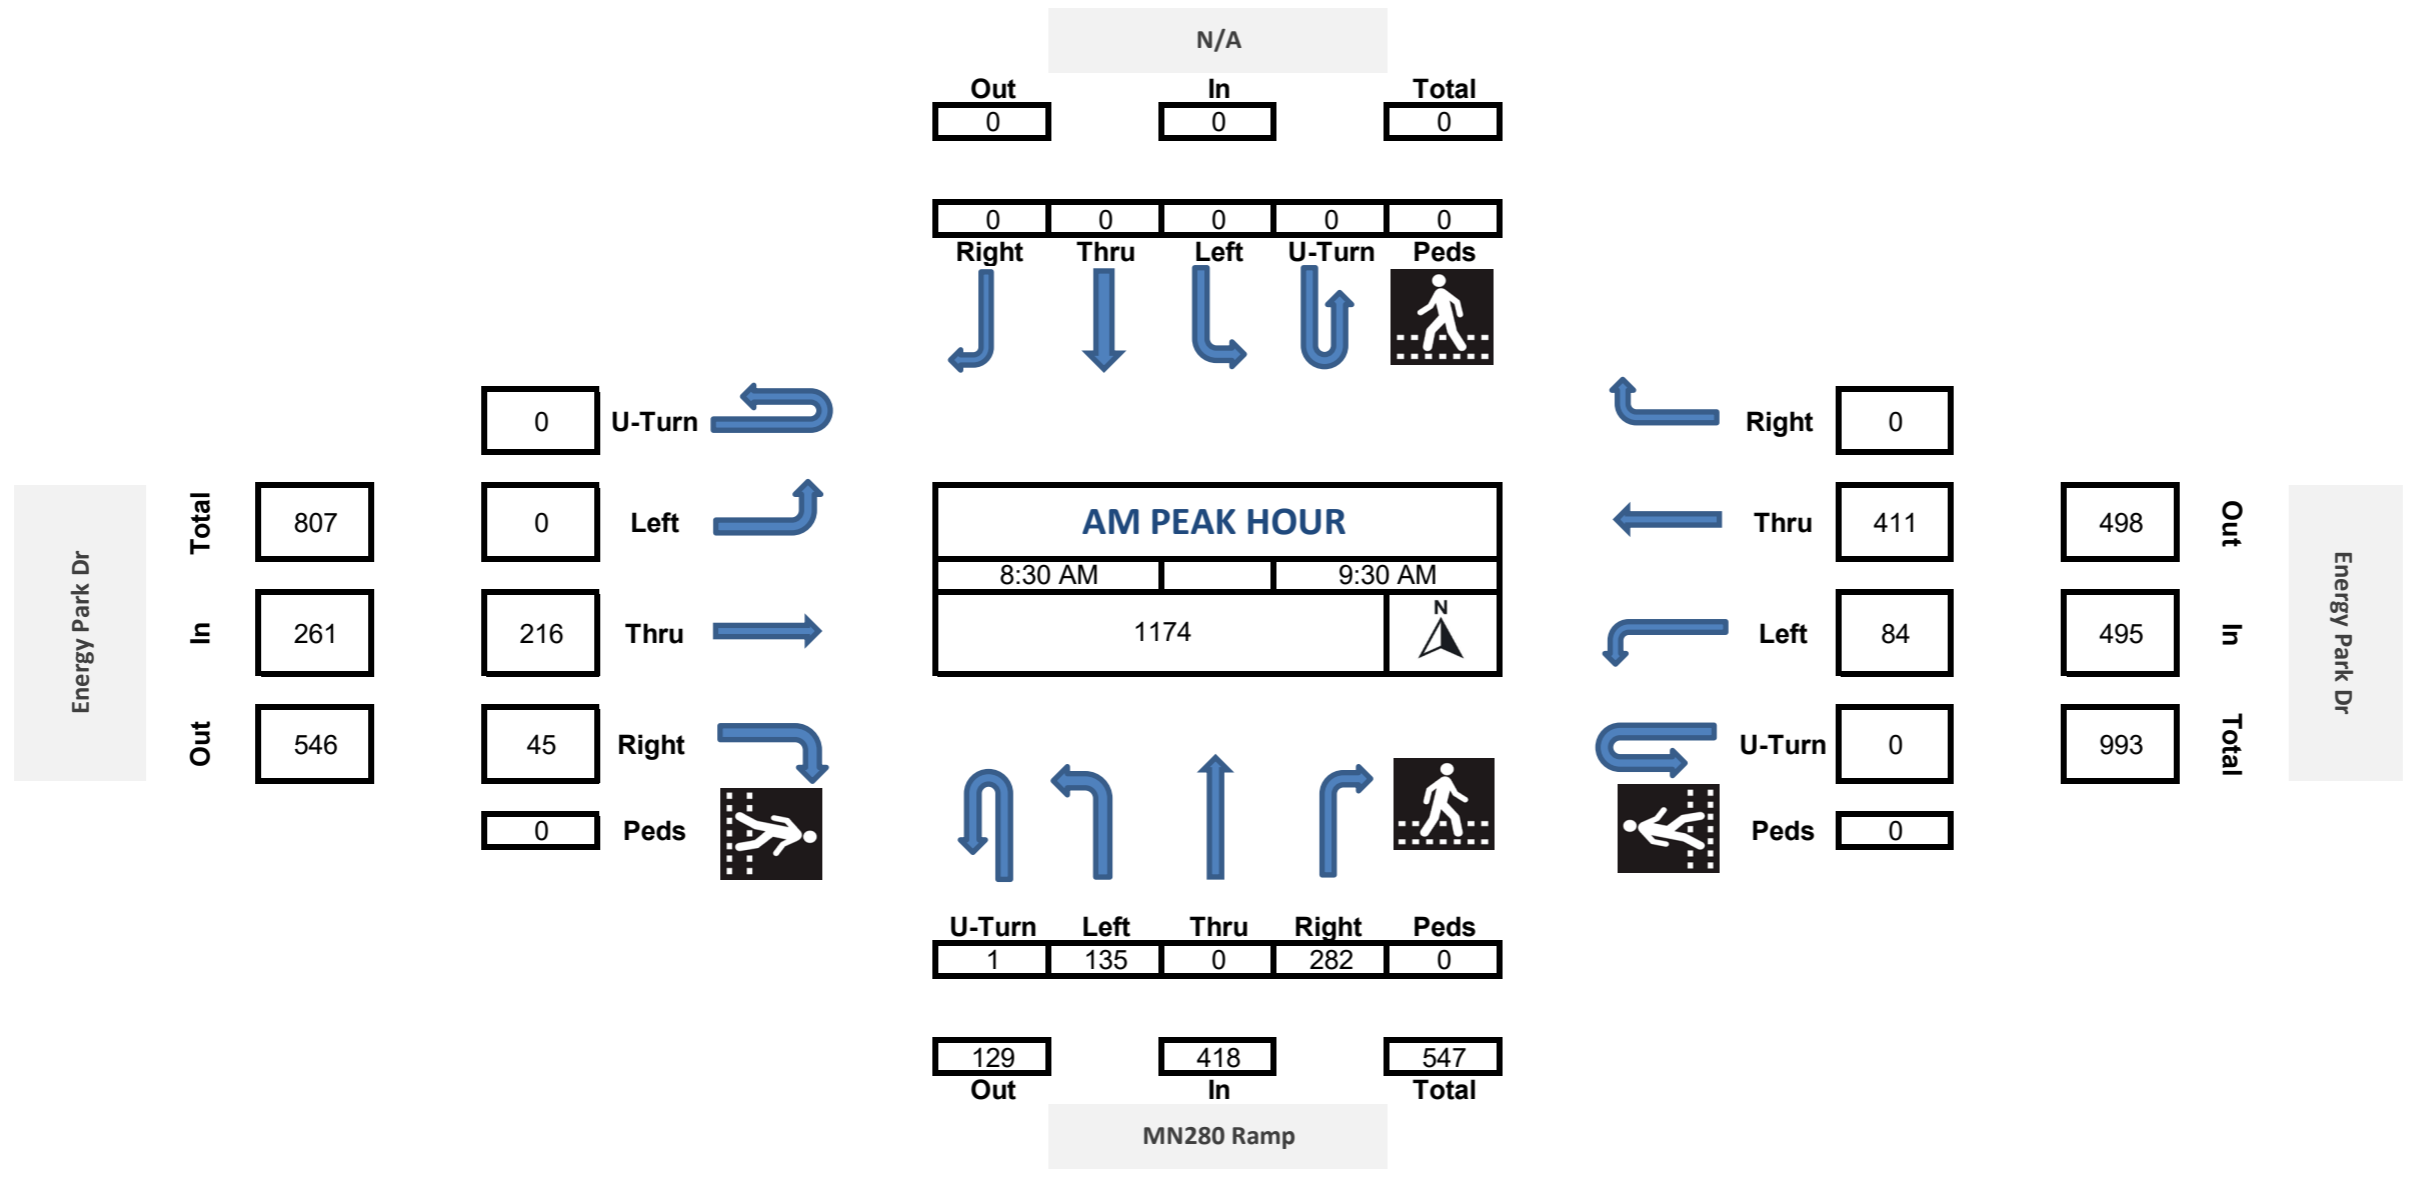 N/A
Out In Total
0 0 0
0 0 0 0 0
Right Thru Left U-Turn Peds
0 U-Turn
Right 0
Total 807 0 Left
AM PEAK HOUR
Thru 411 498 Out
8:30 AM 9:30 AM
Energy Park Dr
In 261 216 Thru
1174
N
Left 84 495 In
Energy Park Dr
Out 546 45 Right
U-Turn 0 993 Total
0 Peds
Peds 0
U-Turn Left Thru Right Peds
1 135 0 282 0
129 418 547
Out In Total
MN280 Ramp